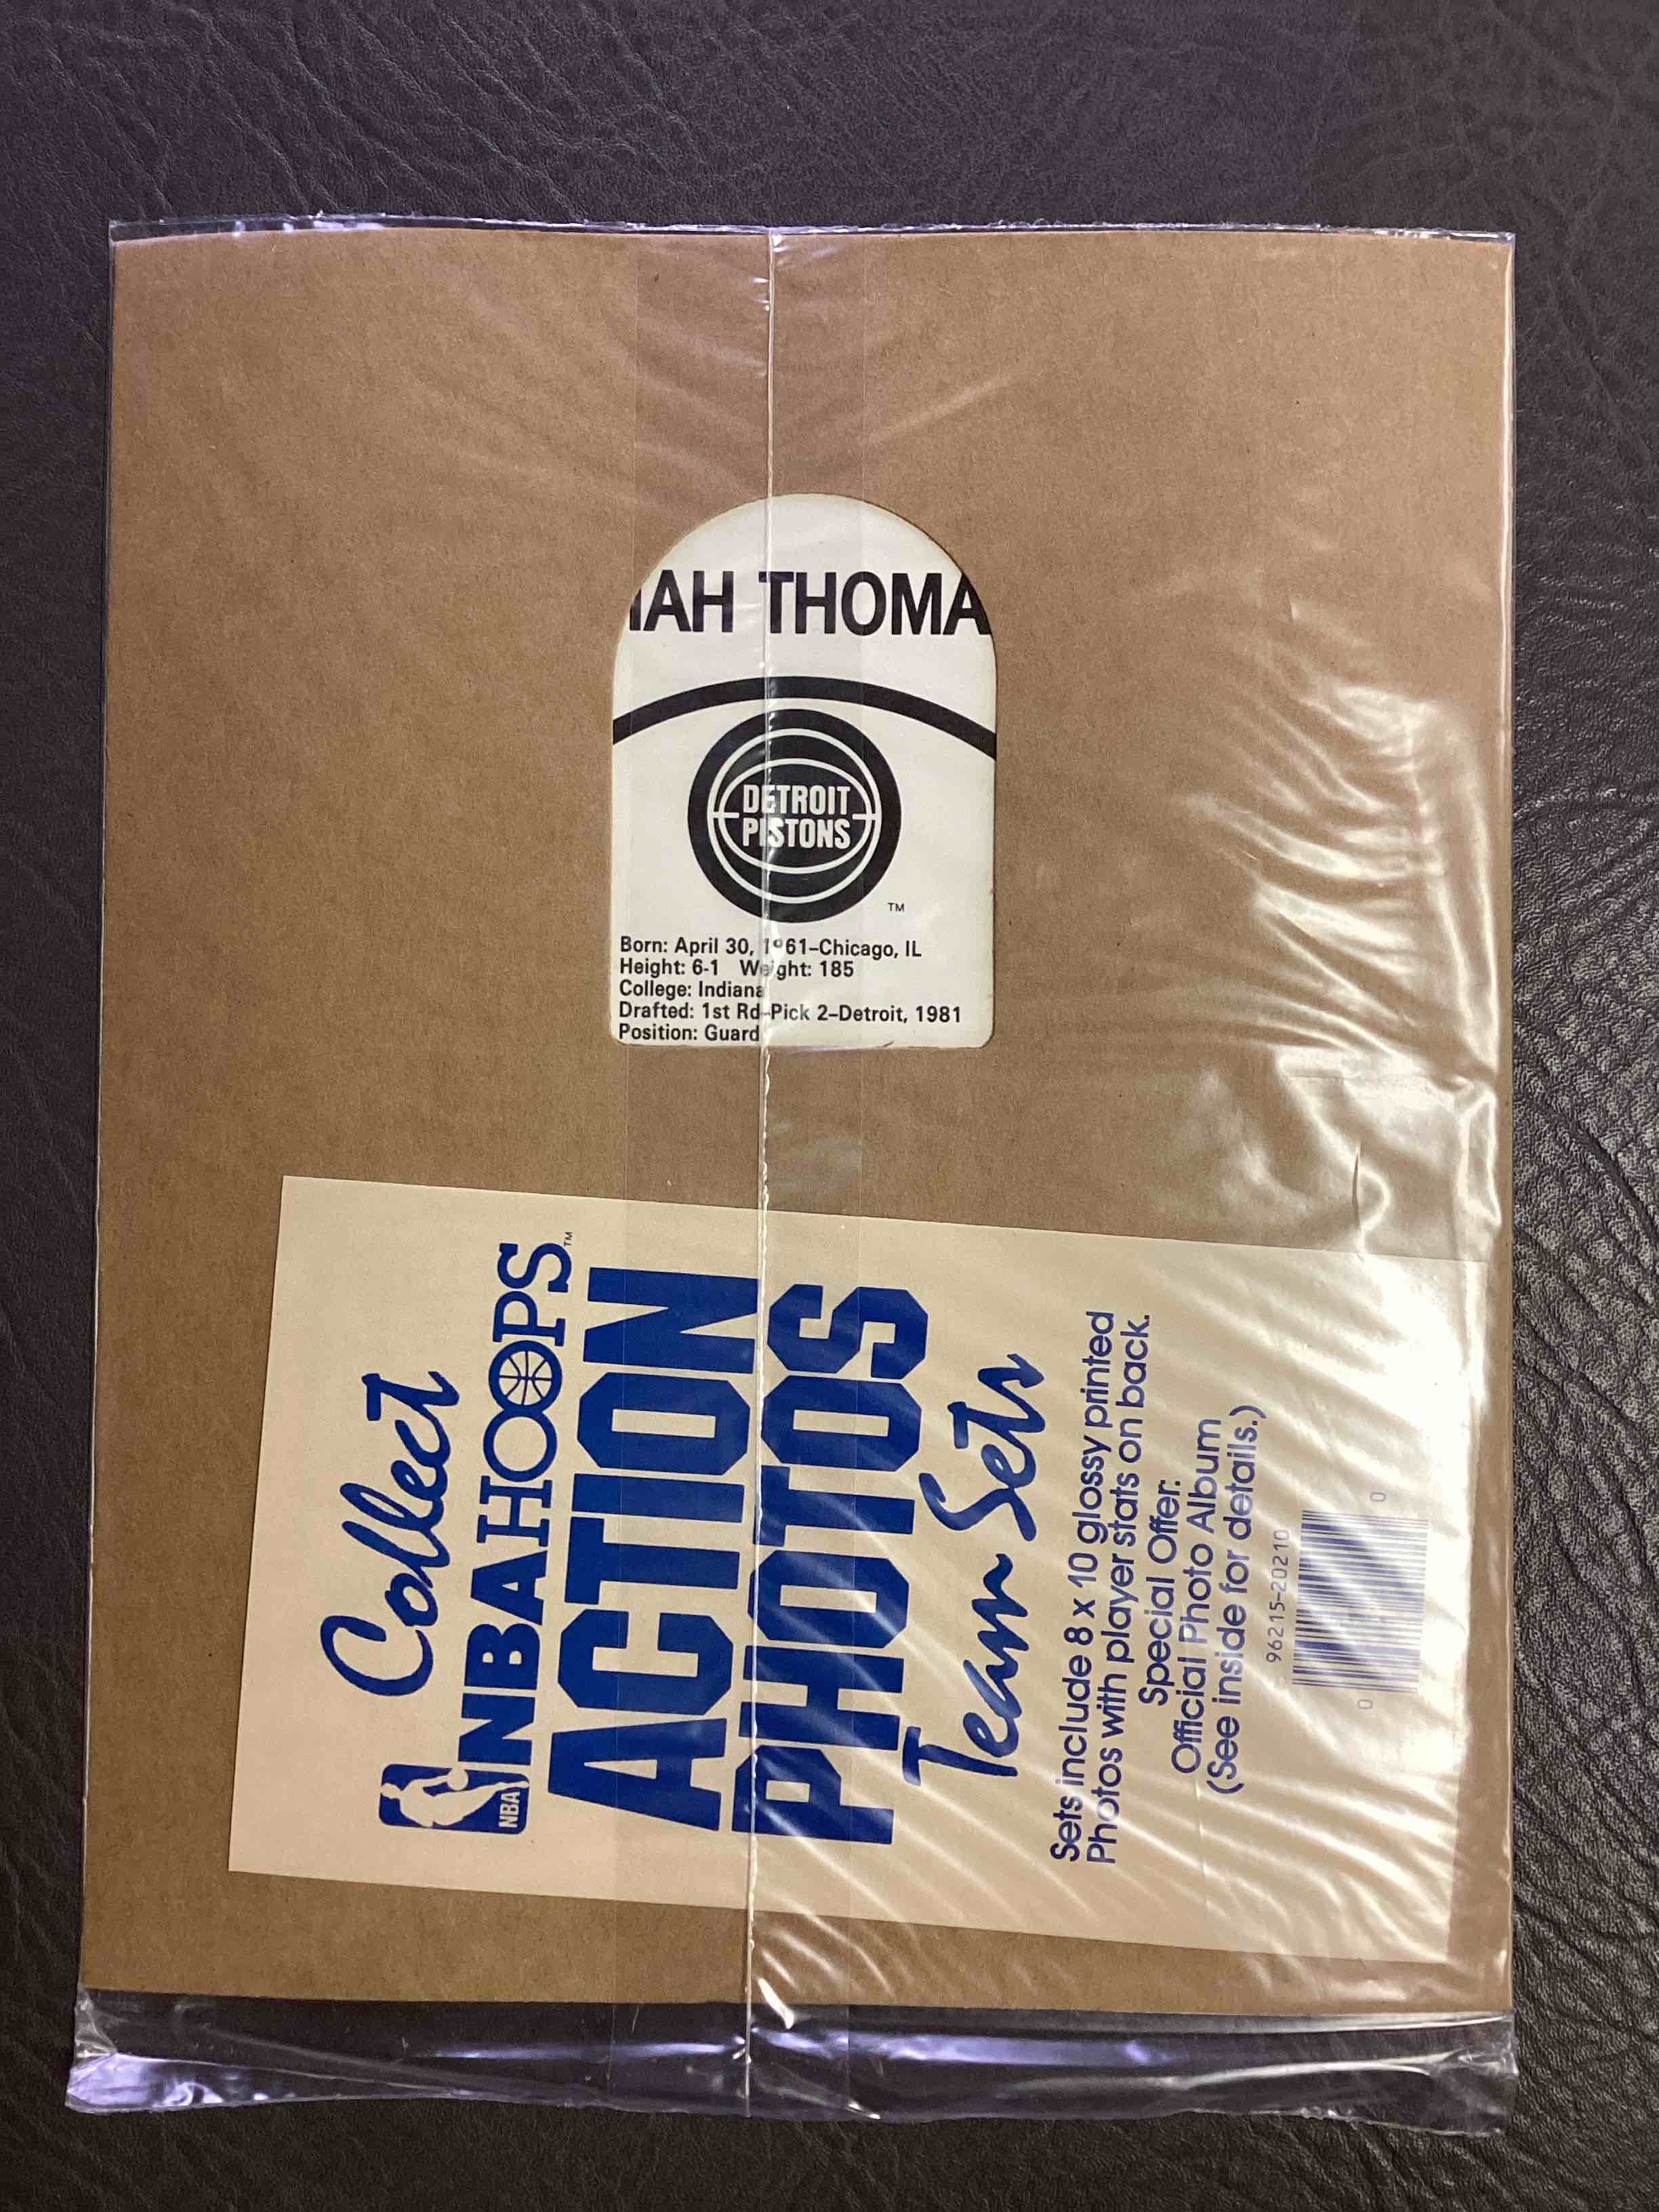 IAH THOMA
DETROIT
PISTONS
TM
Born: April 30, 1961–Chicago, IL
Height: 6-1 Weight: 185
College: Indiana
Drafted: 1st Rd–Pick 2–Detroit, 1981
Position: Guard
Collect
NBA NBA HOOPS TM
ACTION
PHOTOS
Team Sets
Sets include 8 x 10 glossy printed
Photos with player stats on back.
Special Offer:
Official Photo Album
(See inside for details.)
96215-20210
0 0